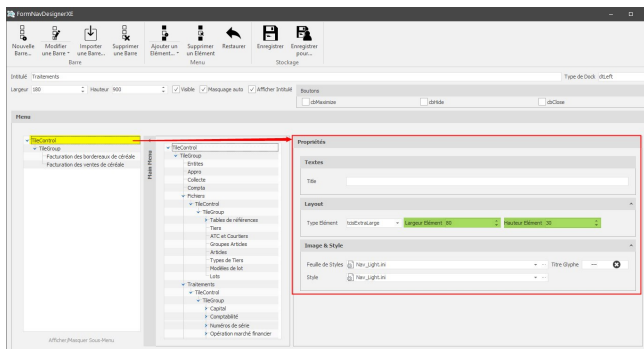 FormNavDesignerXE
Nouvelle Barre...
Modifier une Barre
Importer une Barre...
Supprimer une Barre
Ajouter un Elément...
Supprimer un Elément
Restaurer
Enregistrer
Enregistrer pour...
Barre
Menu
Stockage
Intitulé Traitements
Type de Dock dtLeft
Largeur 180 Hauteur 900 Visible Masquage auto Afficher Intitulé
Boutons
cbMaximize cbHide cbClose
Menu
TileControl
TileGroup
Facturation des bordereaux de céréale
Facturation des ventes de céréale
Afficher/Masquer Sous Menu
Main Menu
TileControl
TileGroup
Entites
Appro
Collecte
Compta
Fichiers
TileControl
TileGroup
Tables de références
Tiers
ATC et Courtiers
Groupes Articles
Articles
Types de Tiers
Modèles de lot
Lots
Traitements
TileControl
TileGroup
Capital
Comptabilité
Numéros de série
Opération marché financier
Propriétés
Textes
Title
Layout
Type Elément tcisExtraLarge Largeur Elément 80 Hauteur Elément 30
Image & Style
Feuille de Styles Nav_Light.ini Titre Glyphe
Style Nav_Light.ini